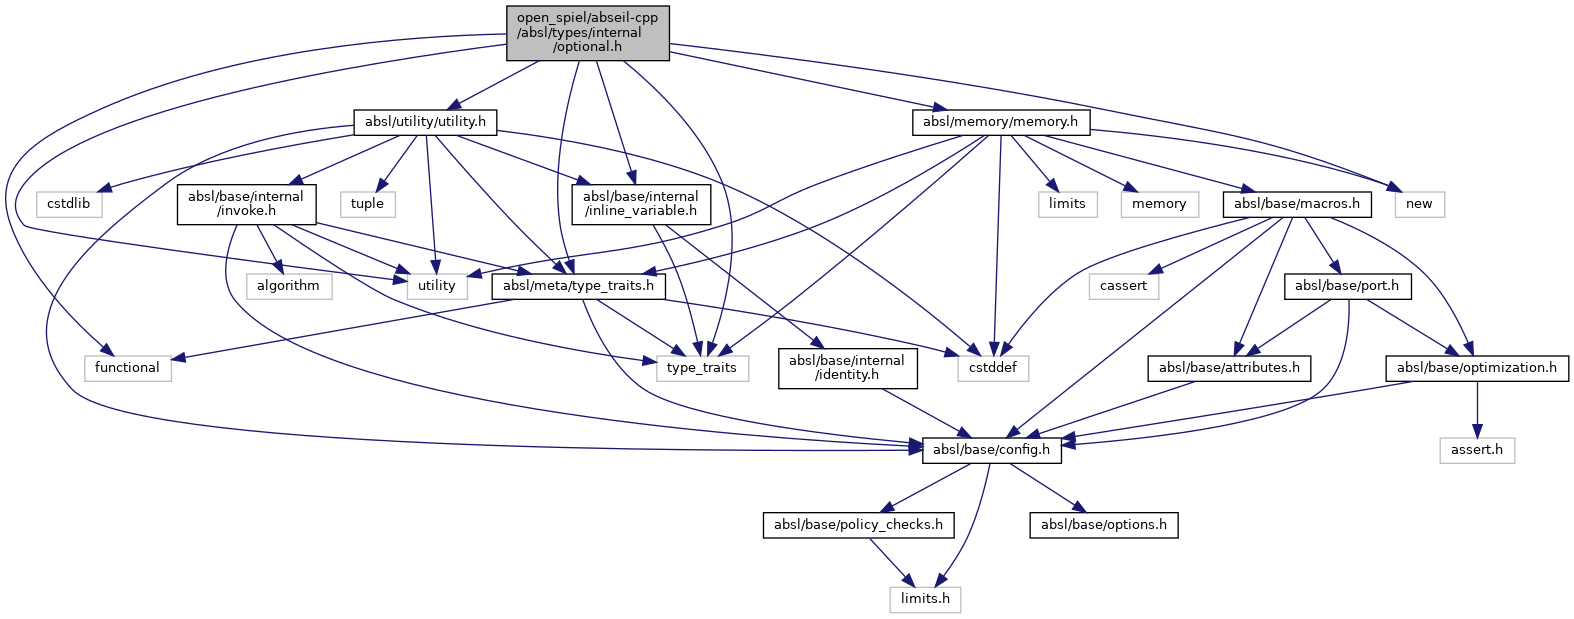 open_spiel/abseil-cpp
/absl/types/internal
/optional.h
absl/utility/utility.h
absl/memory/memory.h
cstdlib
absl/base/internal
/invoke.h
tuple
absl/base/internal
/inline_variable.h
limits
memory
absl/base/macros.h
new
algorithm
utility
absl/meta/type_traits.h
cassert
absl/base/port.h
functional
type_traits
absl/base/internal
/identity.h
cstddef
absl/base/attributes.h
absl/base/optimization.h
absl/base/config.h
assert.h
absl/base/policy_checks.h
absl/base/options.h
limits.h